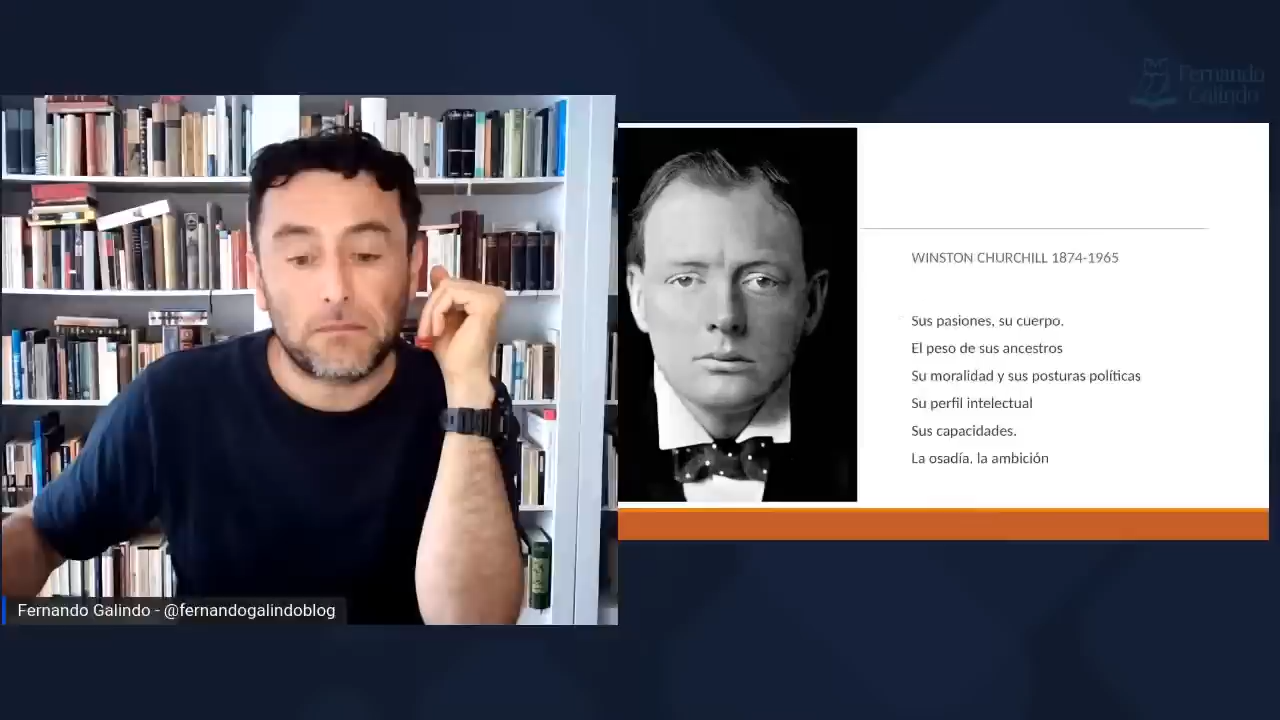 Fernando
Galindo
WINSTON CHURCHILL 1874-1965
Sus pasiones, su cuerpo.
El peso de sus ancestros
Su moralidad y sus posturas políticas
Su perfil intelectual
Sus capacidades.
La osadía, la ambición
Fernando Galindo - @fernandogalindoblog